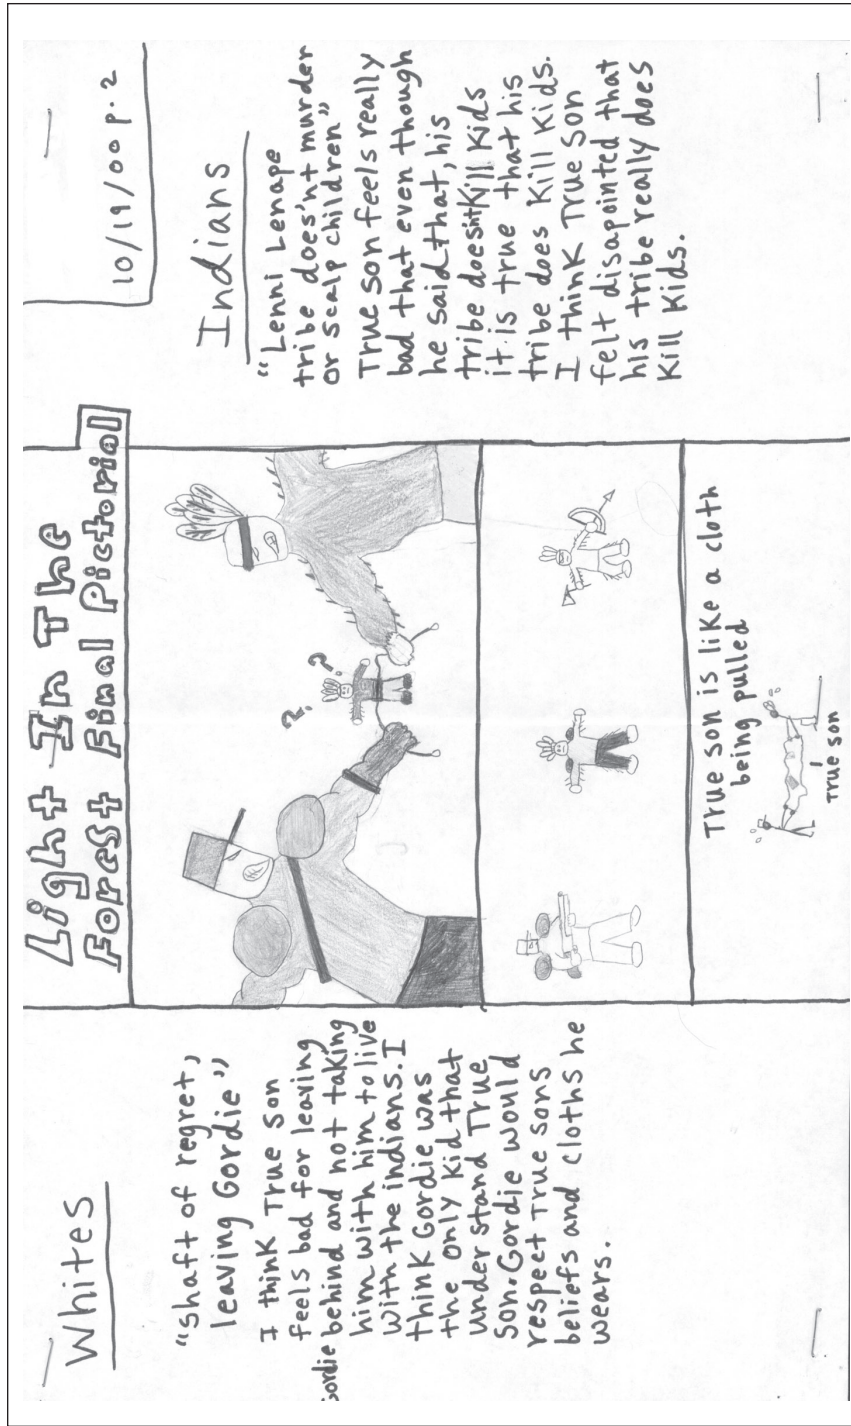 Light In The
Forest Final Pictorial
10/19/00 p.2
Whites
"shaft of regret,
leaving Gordie"
I think True Son
feels bad for leaving
Gordie behind and not taking
him with him to live
with the indians. I
think Gordie was
the only kid that
under stand True
Son. Gordie would
respect True sons
beliefs and cloths he
wears.
?
?
True son is like a cloth
being pulled
True son
Indians
"Lenni Lenape
tribe does'nt murder
or scalp children"
True son feels really
bad that even though
he said that his
tribe doesitKill Kids
it is true that his
tribe does Kill Kids.
I think True Son
felt disapointed that
his tribe really does
Kill Kids.